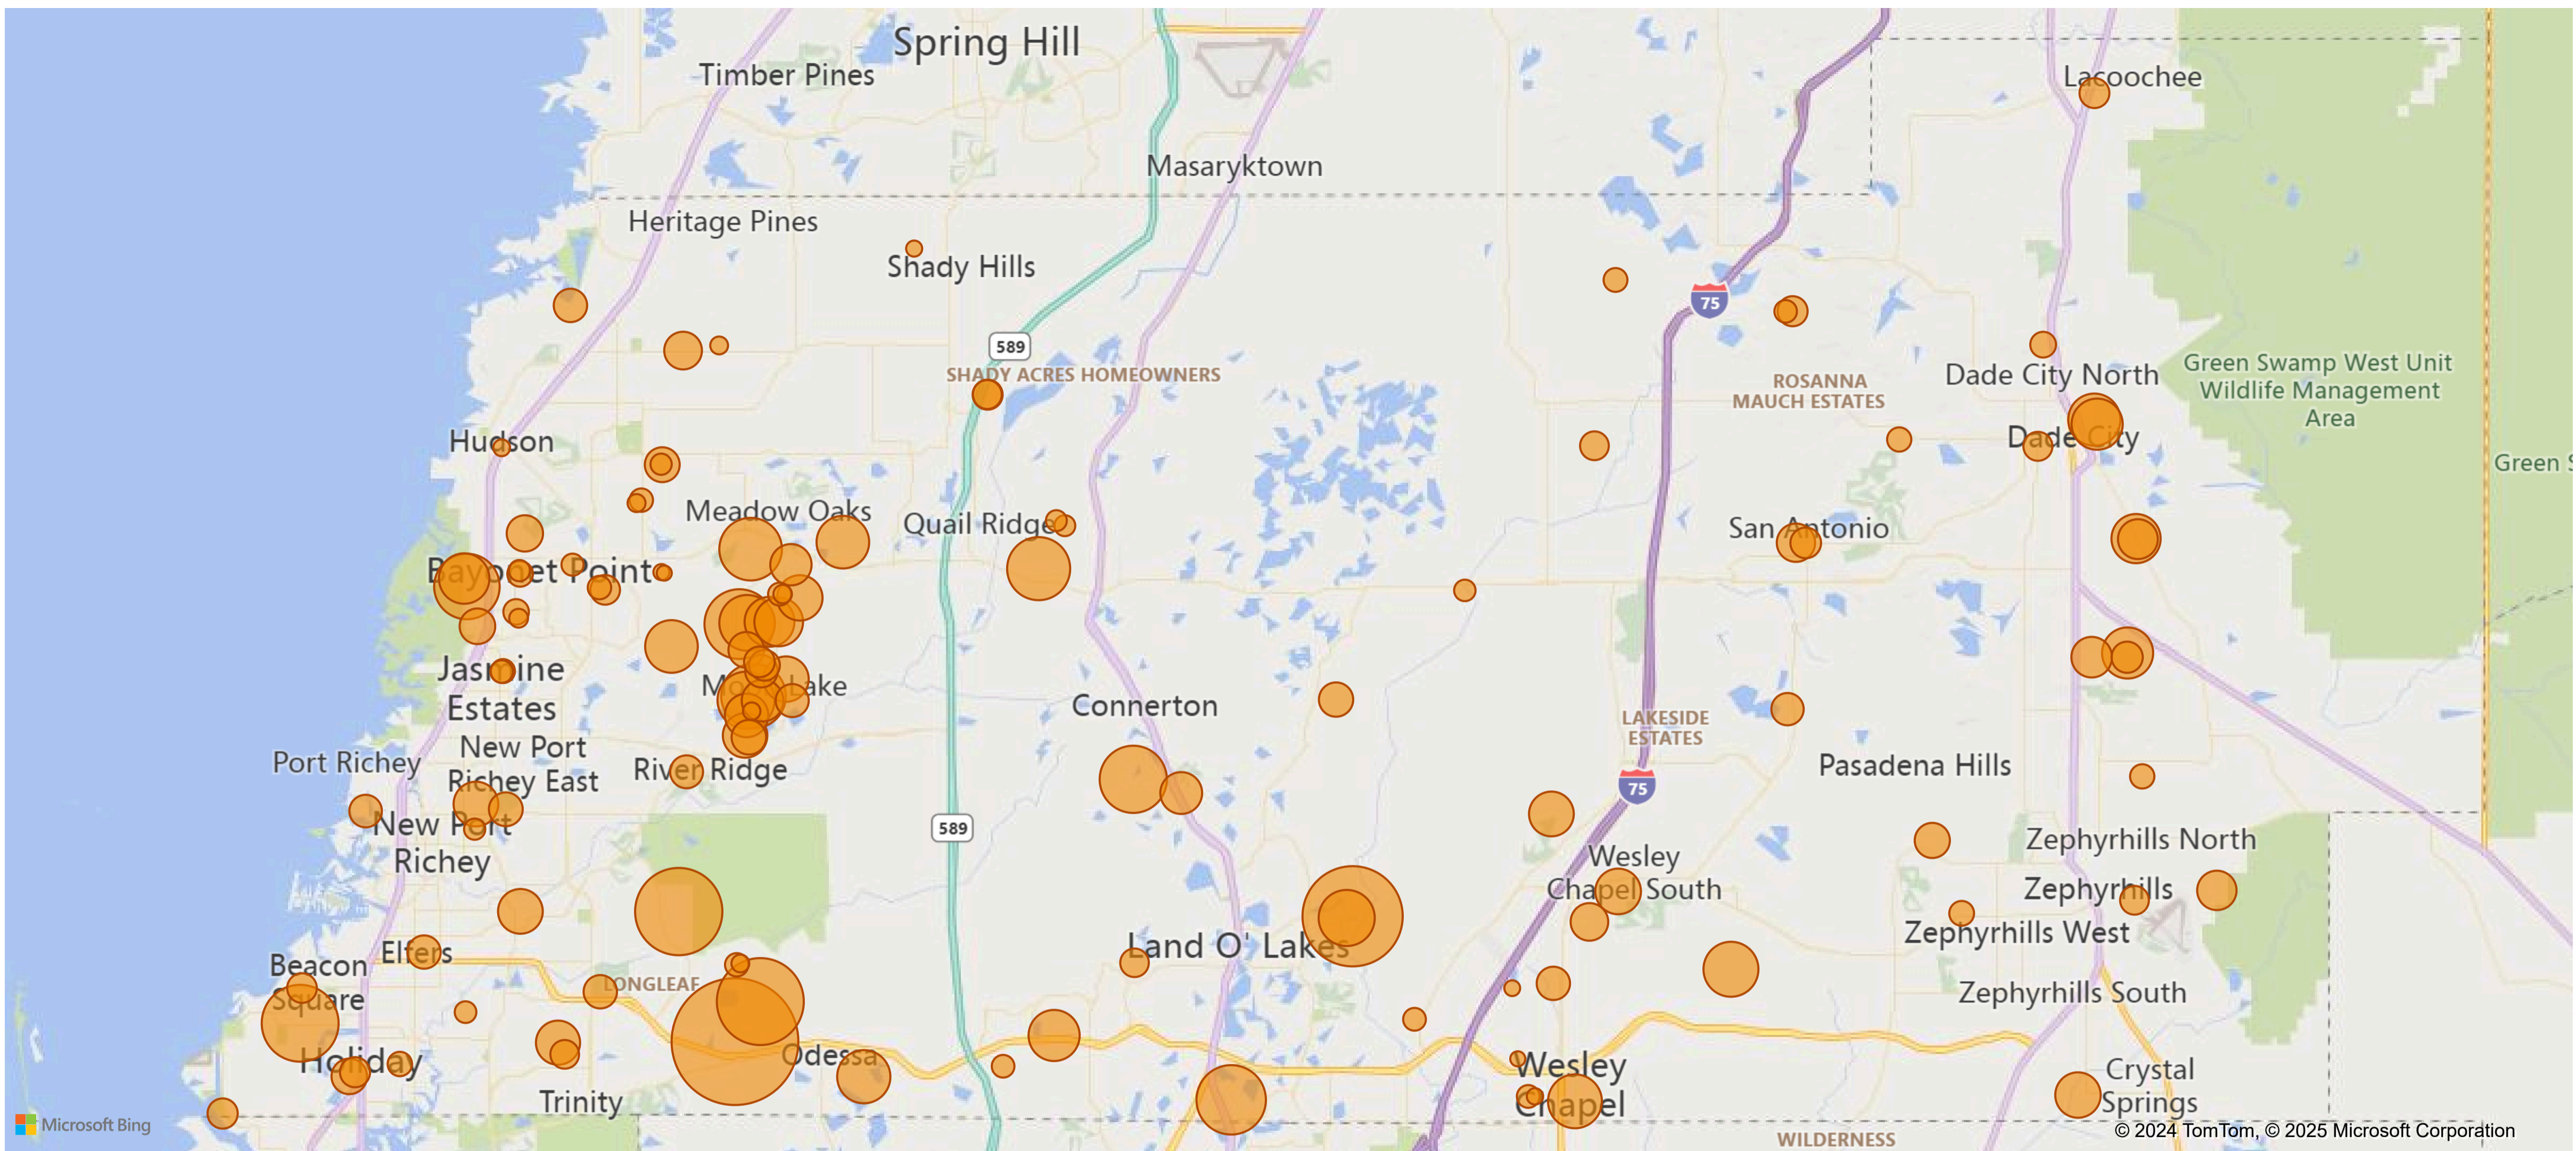 Spring Hill
Timber Pines
Lacoochee
Masaryktown
Heritage Pines
Shady Hills
75
589
SHADY ACRES HOMEOWNERS
Green Swamp West Unit
Wildlife Management
Area
ROSANNA
MAUCH ESTATES
Dade City North
Hudson
Dade City
Green S
Meadow Oaks
Quail Ridge
San Antonio
Bayonet Point
Jasmine
Estates
Moon Lake
Connerton
LAKESIDE
ESTATES
New Port
Richey East
Port Richey
River Ridge
Pasadena Hills
75
New Port
Richey
589
Zephyrhills North
Wesley
Chapel South
Zephyrhills
Zephyrhills West
Land O' Lakes
Elfers
Beacon
Square
LONGLEAF
Zephyrhills South
Holiday
Odessa
Wesley
Chapel
Crystal
Springs
Trinity
Microsoft Bing
WILDERNESS
© 2024 TomTom, © 2025 Microsoft Corporation